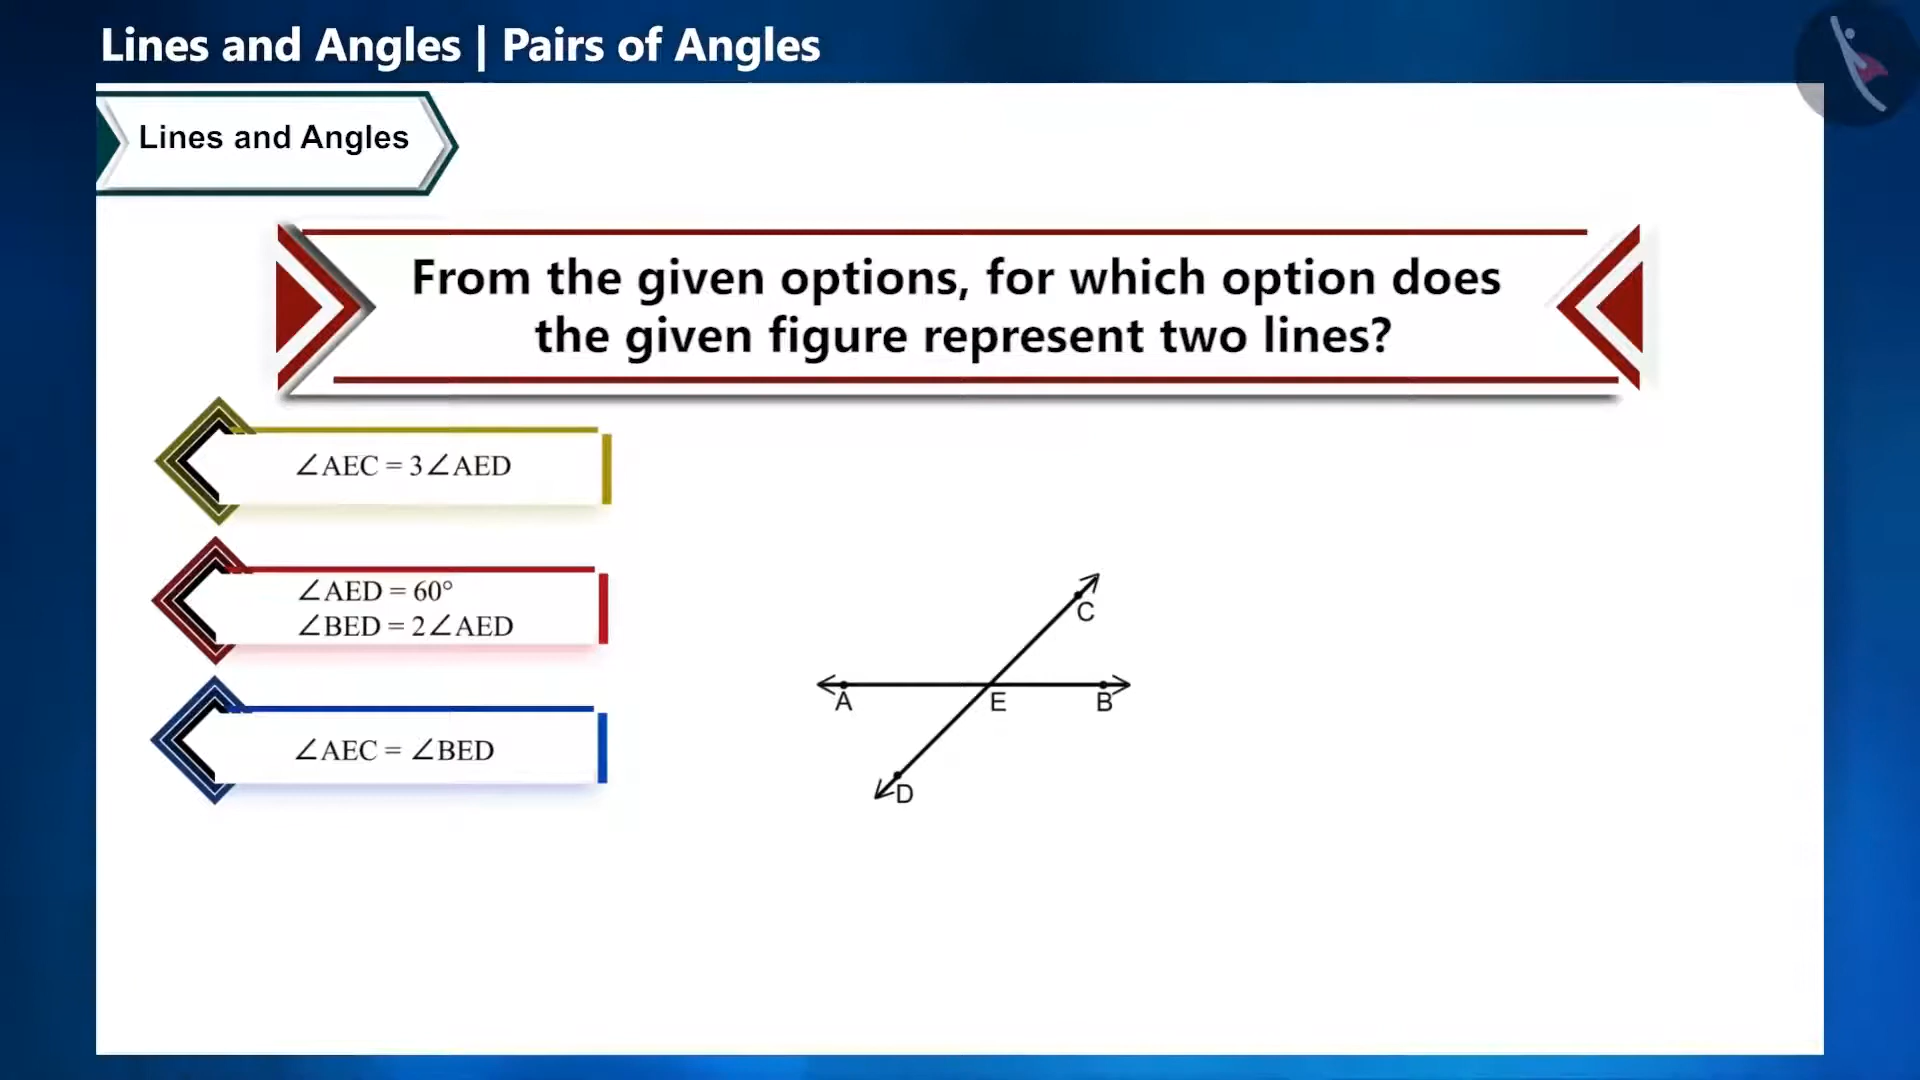 Lines and Angles | Pairs of Angles
Lines and Angles
From the given options, for which option does
the given figure represent two lines?
∠AEC = 3∠AED
∠AED = 60°
∠BED = 2∠AED
∠AEC = ∠BED
C
A
E
B
D